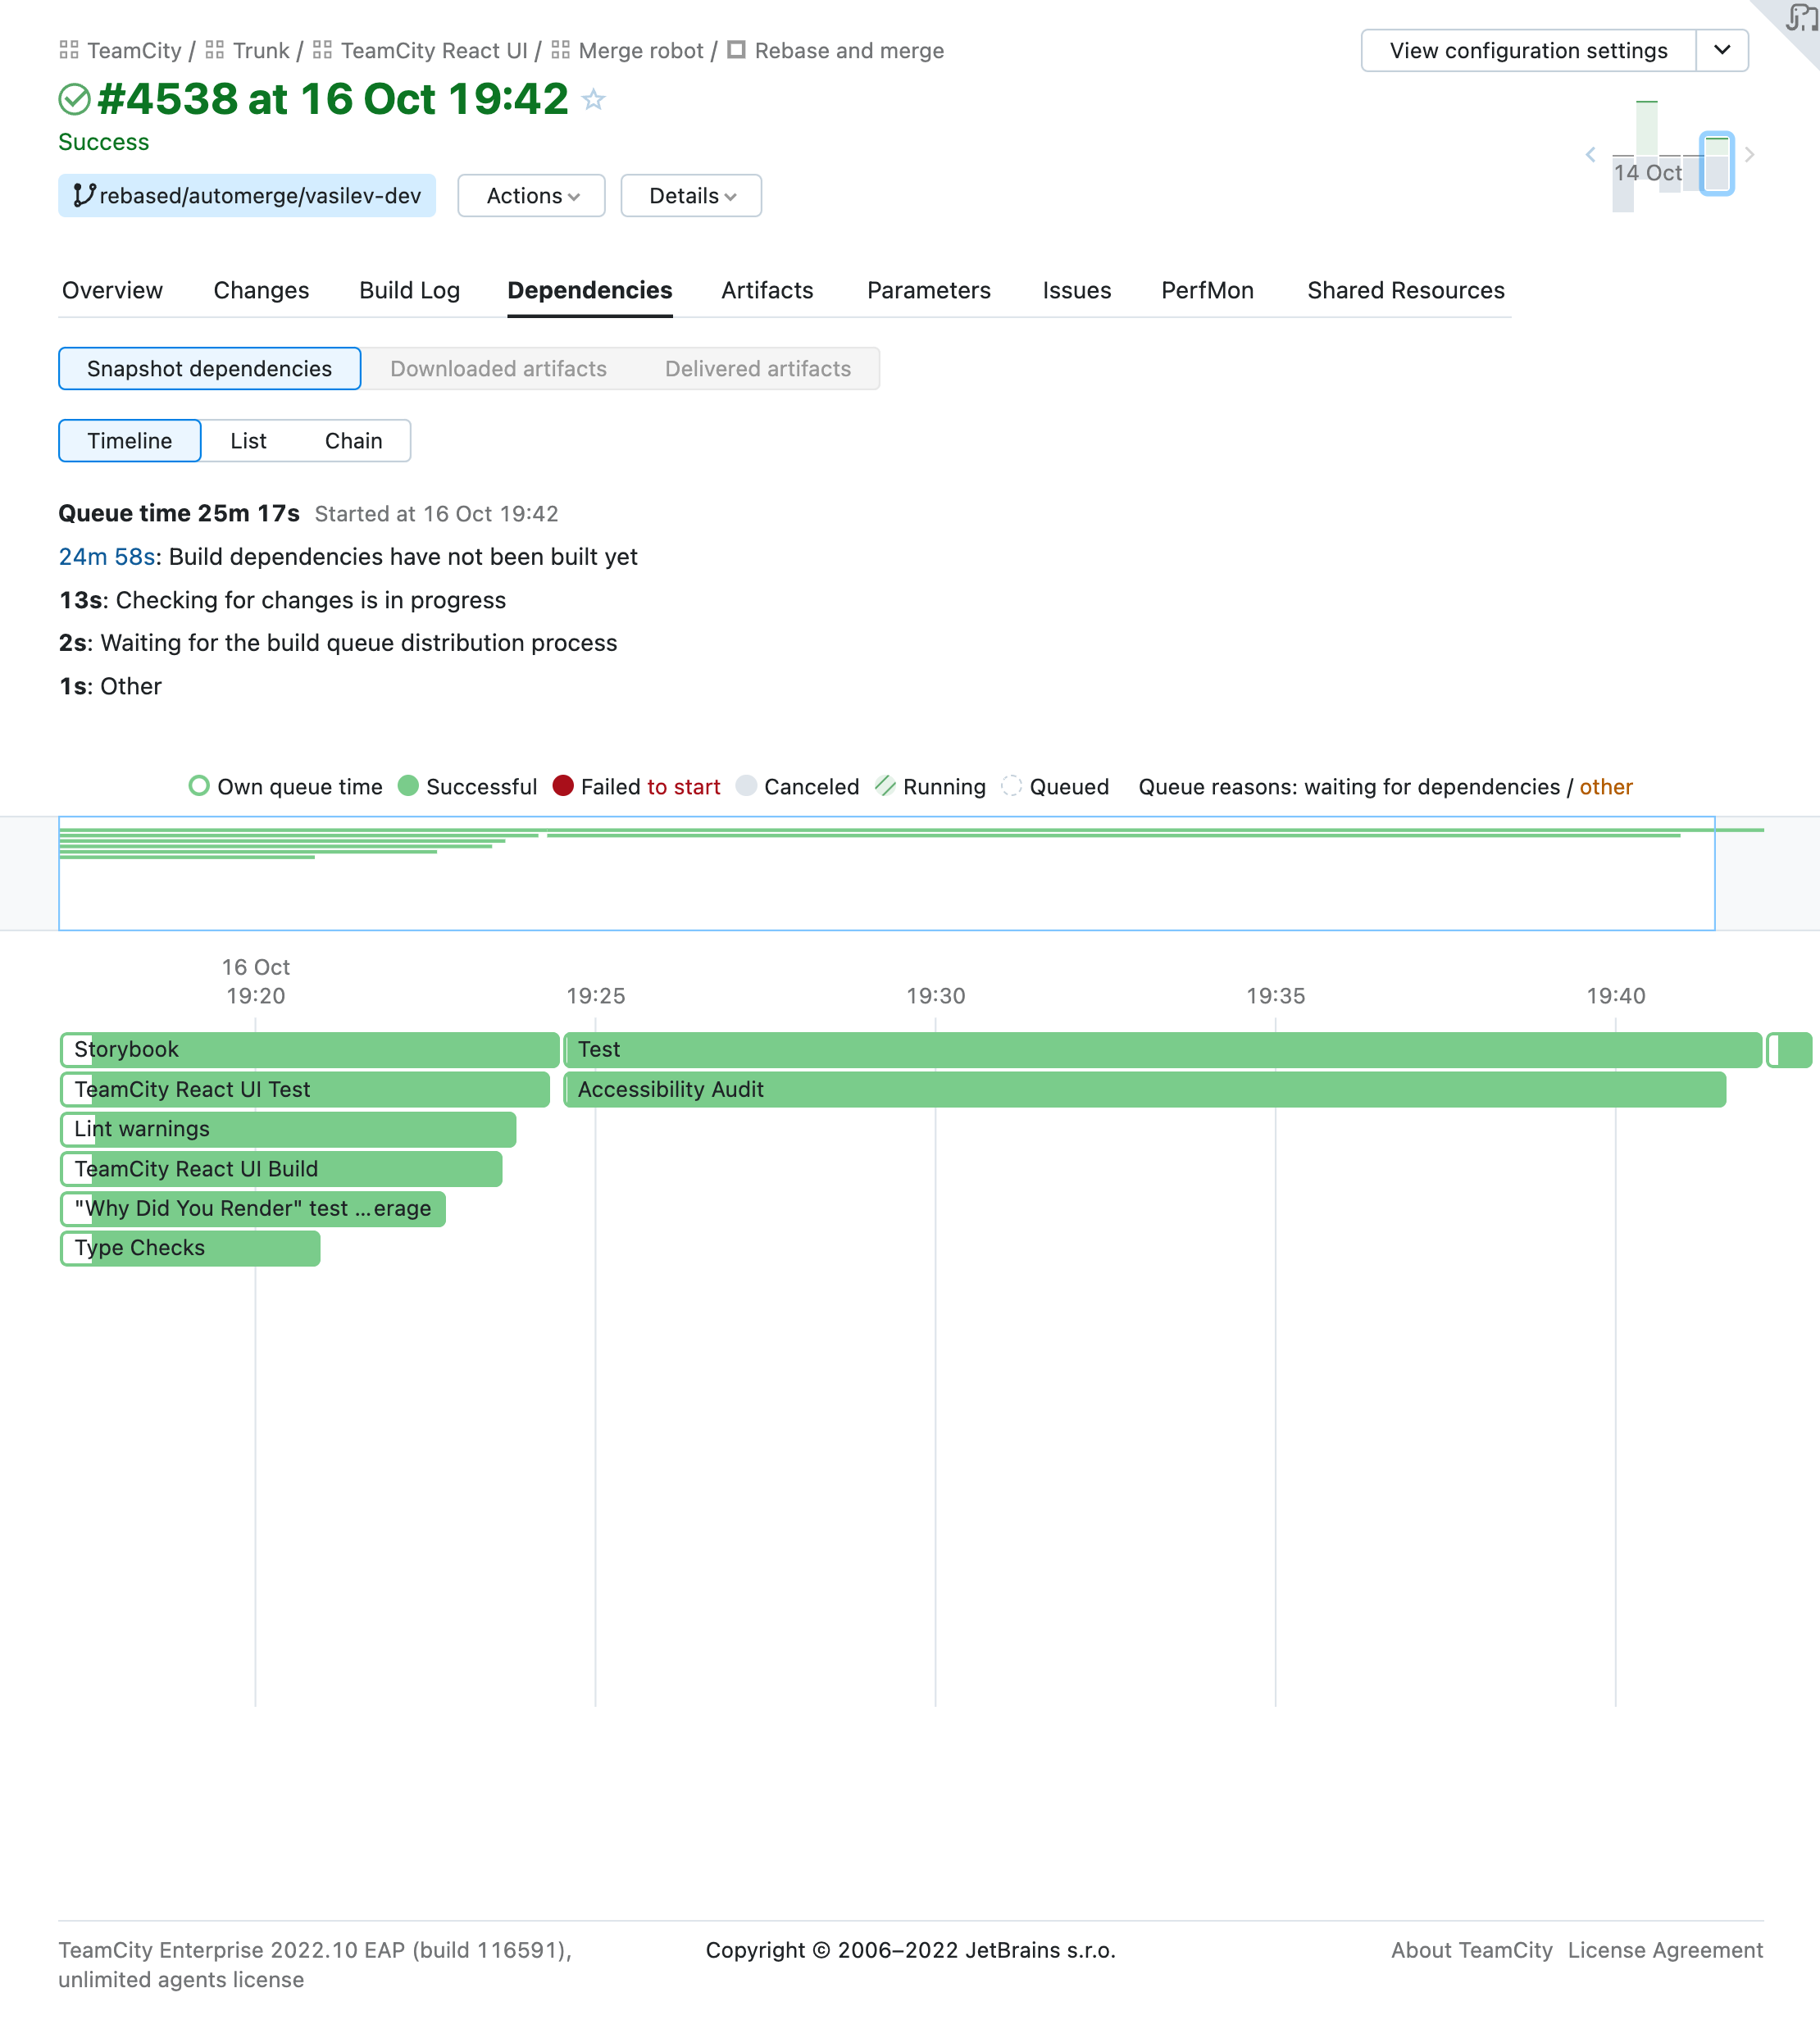 TeamCity / Trunk / TeamCity React UI / Merge robot / Rebase and merge
View configuration settings
#4538 at 16 Oct 19:42
Success
14 Oct
rebased/automerge/vasilev-dev Actions Details
Overview Changes Build Log Dependencies Artifacts Parameters Issues PerfMon Shared Resources
Snapshot dependencies Downloaded artifacts Delivered artifacts
Timeline List Chain
Queue time 25m 17s Started at 16 Oct 19:42
24m 58s: Build dependencies have not been built yet
13s: Checking for changes is in progress
2s: Waiting for the build queue distribution process
1s: Other
Own queue time Successful Failed to start Canceled Running Queued Queue reasons: waiting for dependencies / other
16 Oct
19:20 19:25 19:30 19:35 19:40
Storybook Test
TeamCity React UI Test Accessibility Audit
Lint warnings
TeamCity React UI Build
"Why Did You Render" test ...erage
Type Checks
TeamCity Enterprise 2022.10 EAP (build 116591),
unlimited agents license
Copyright © 2006–2022 JetBrains s.r.o.
About TeamCity License Agreement